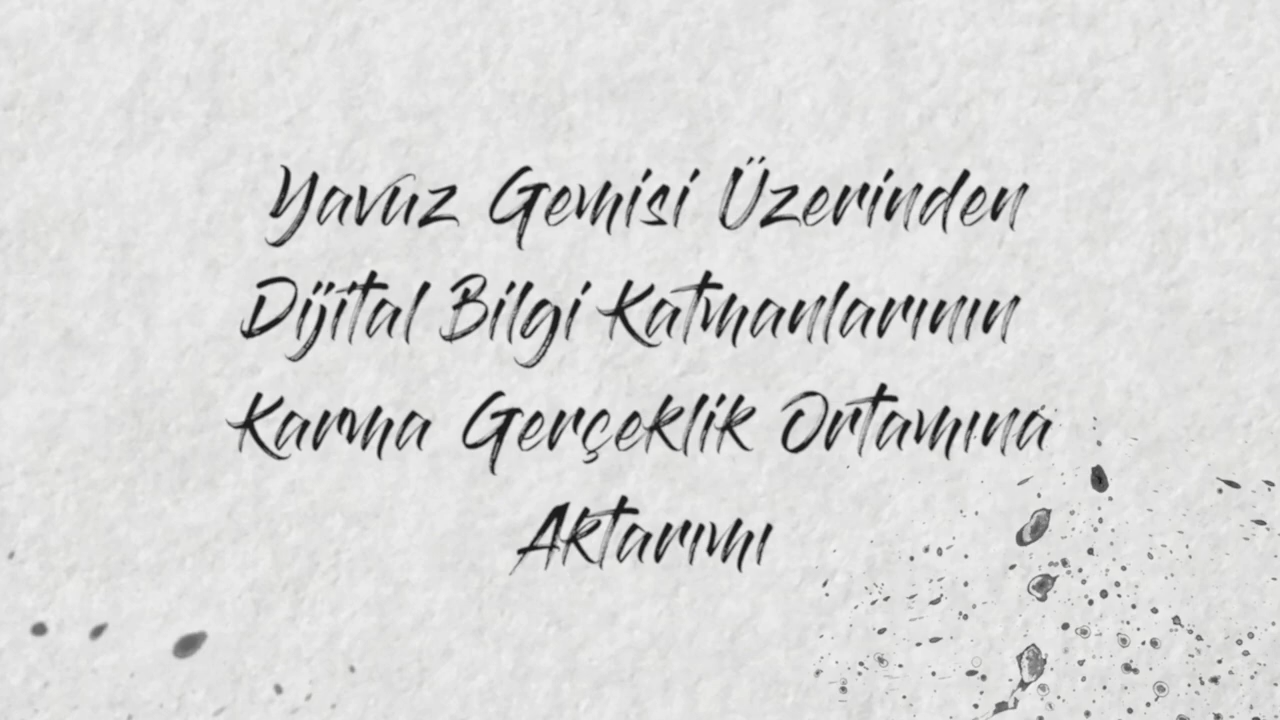 Yavuz Gemisi Üzerinden
Dijital Bilgi Katmanlarının
Karma Gerçeklik Ortamına
Aktarımı